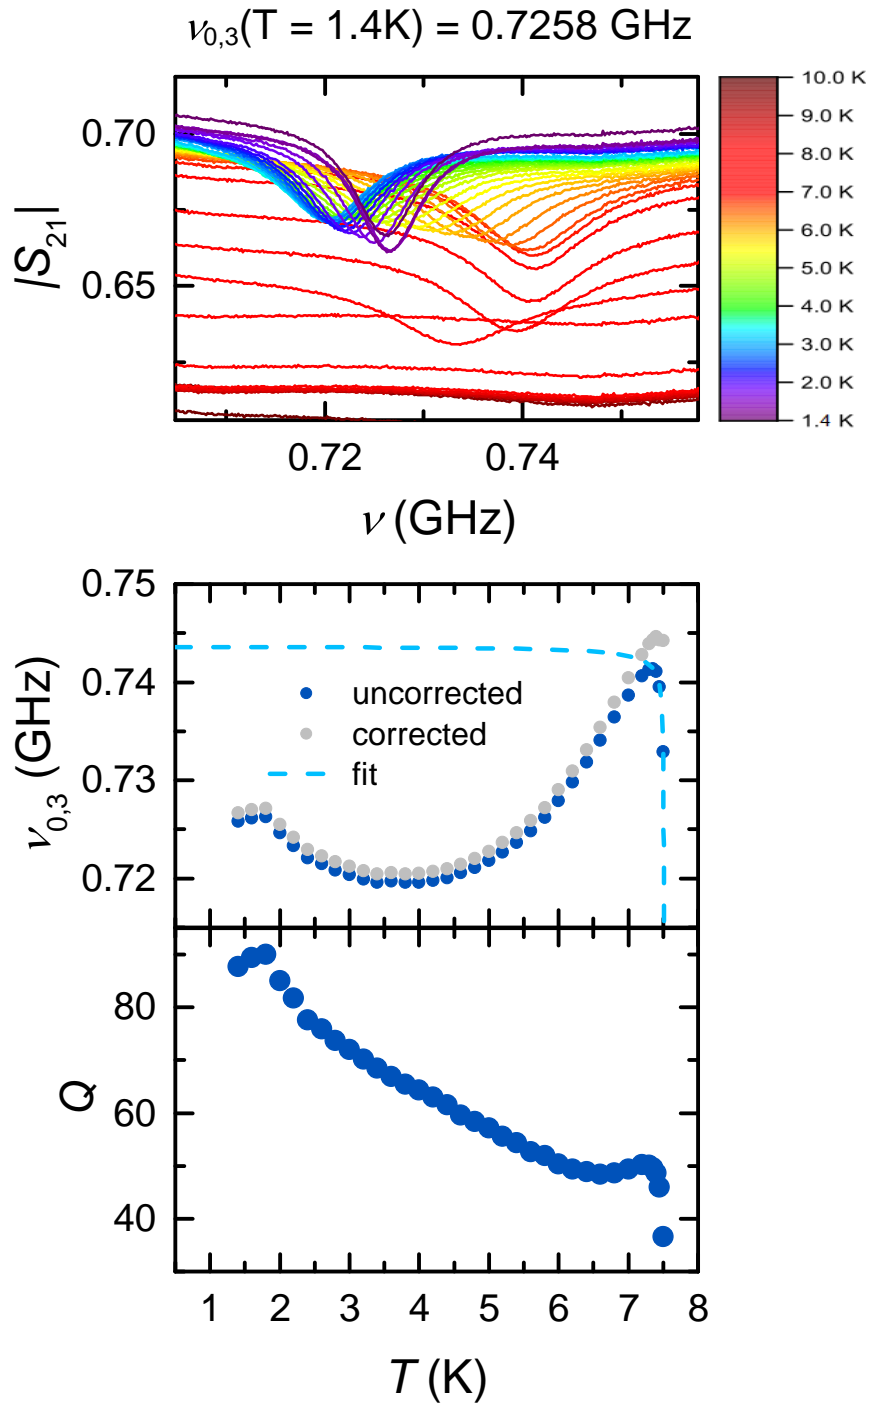 ν0,3(T = 1.4K) = 0.7258 GHz
0.70
0.65
|S21|
0.72
0.74
ν (GHz)
10.0 K
9.0 K
8.0 K
7.0 K
6.0 K
5.0 K
4.0 K
3.0 K
2.0 K
1.4 K
0.75
0.74
0.73
0.72
ν0,3 (GHz)
uncorrected
corrected
fit
80
60
40
Q
1 2 3 4 5 6 7 8
T (K)